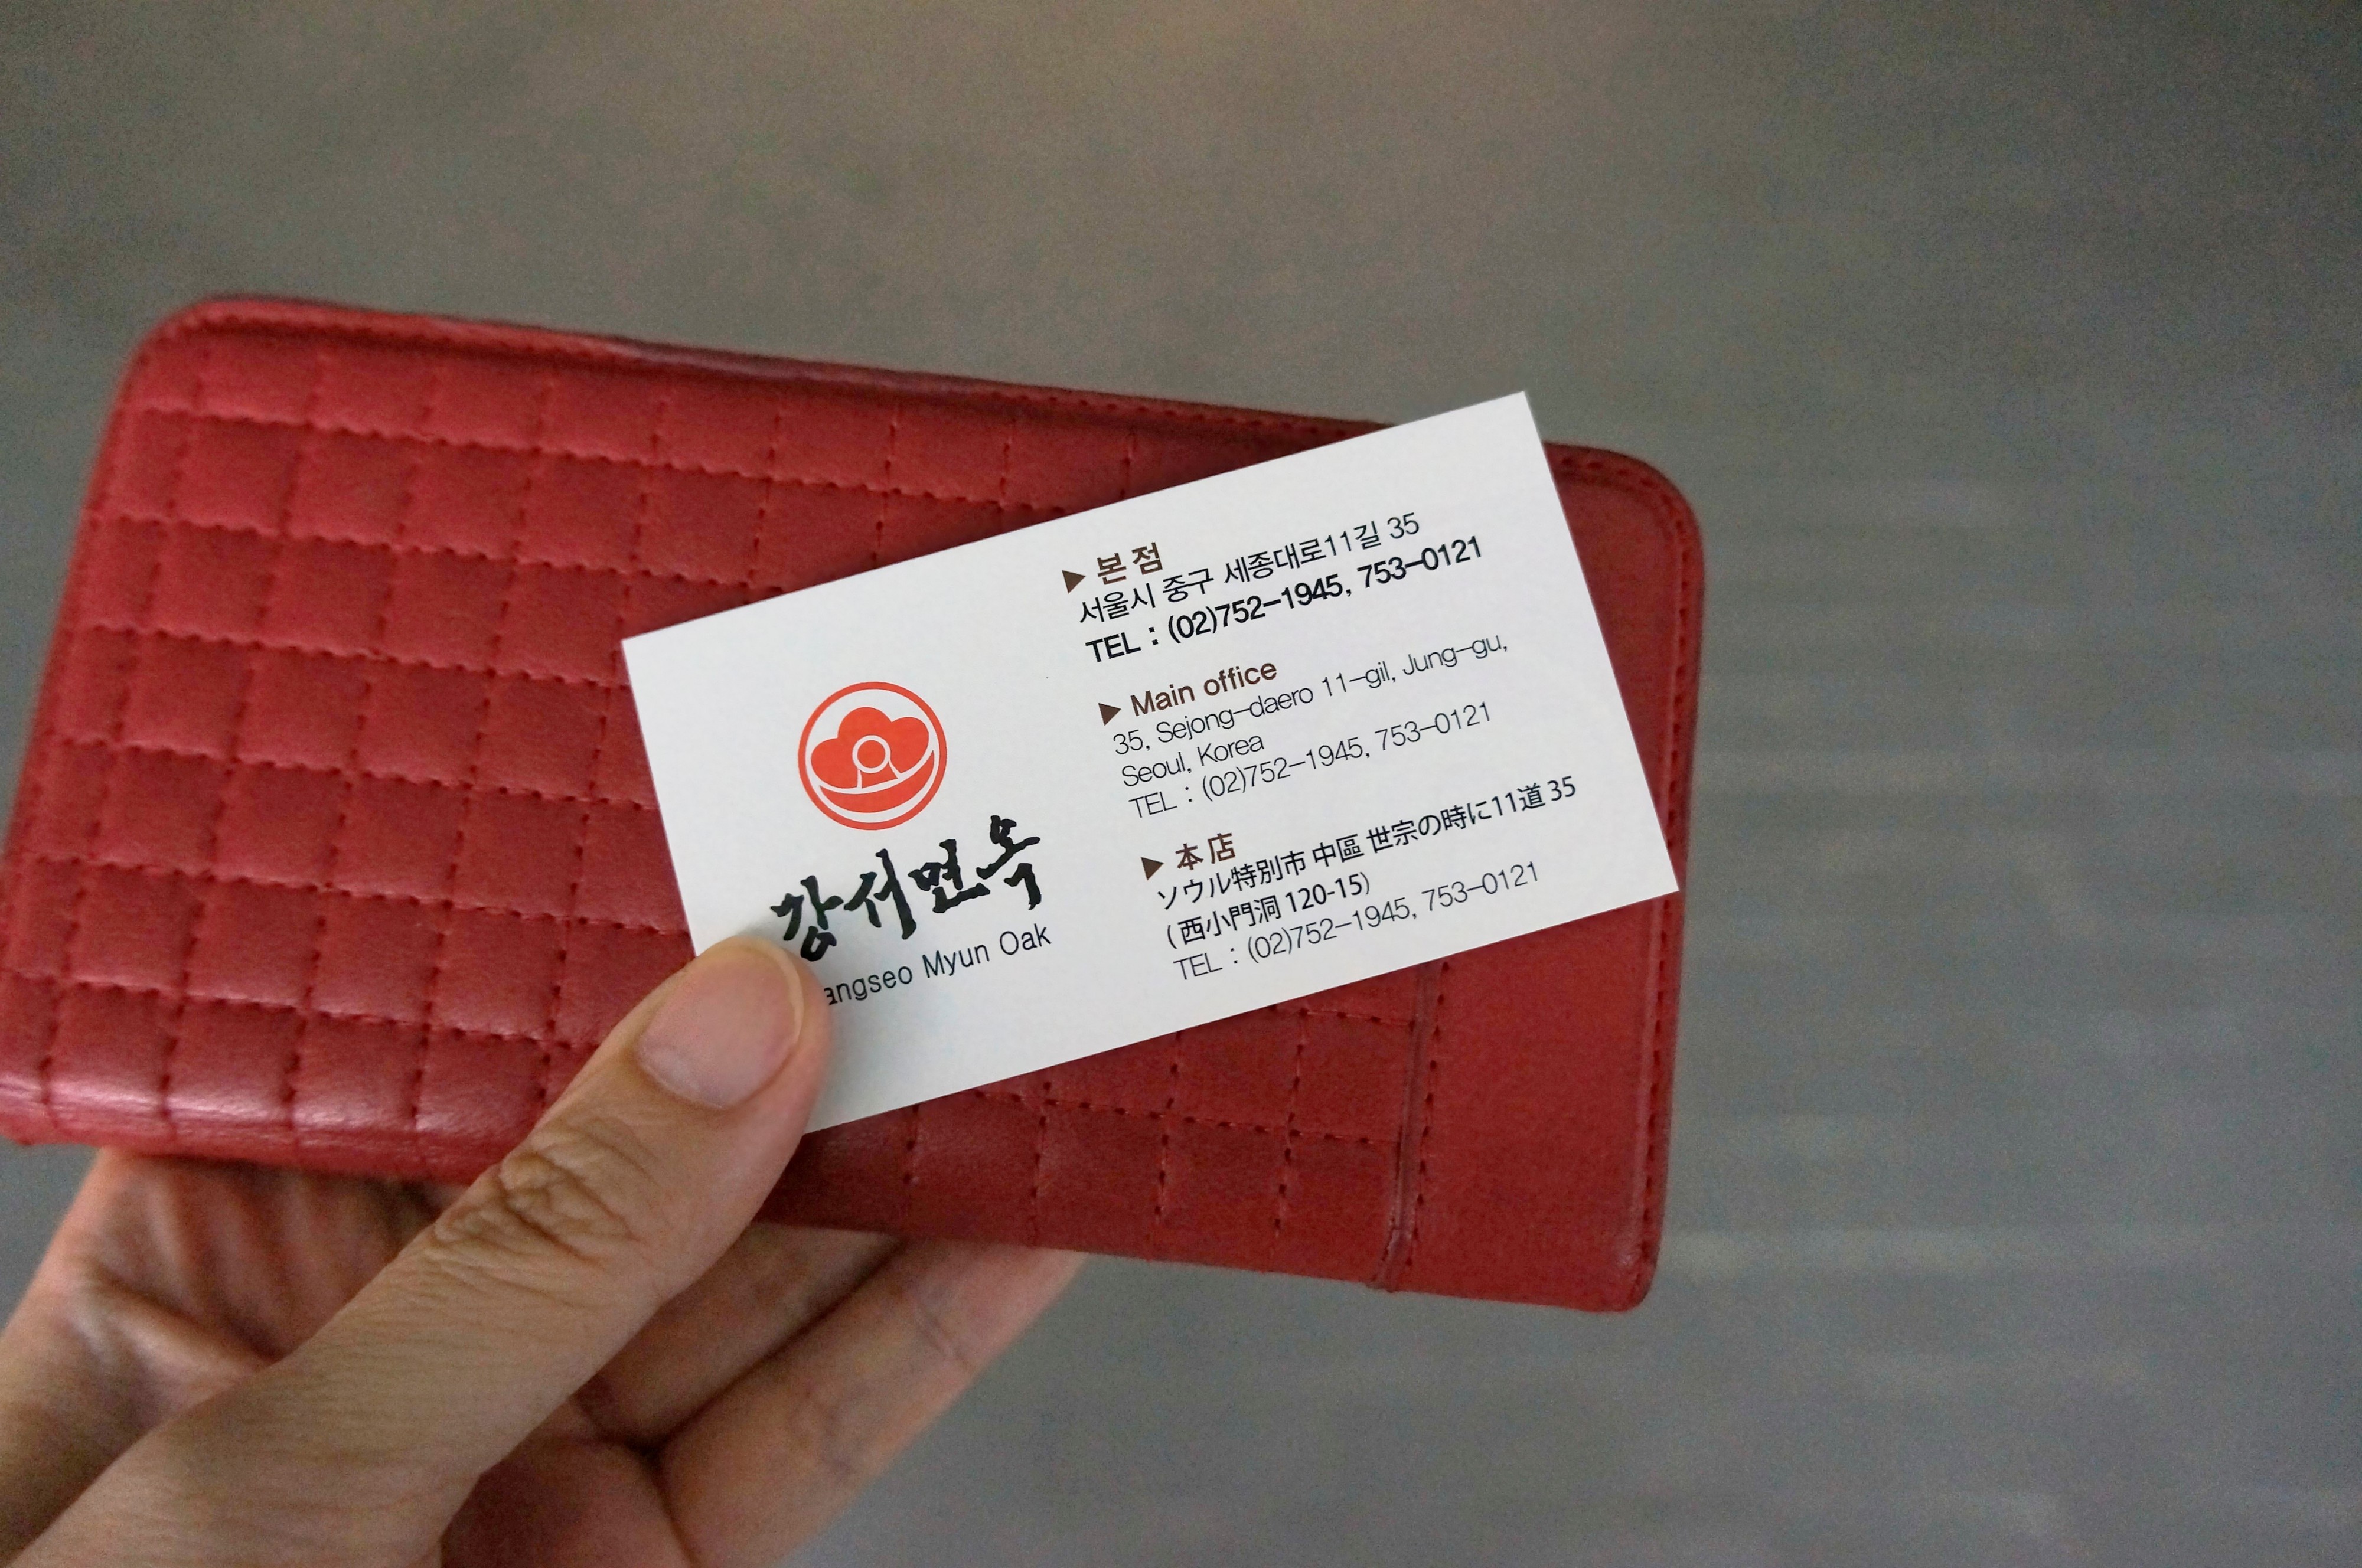 강서면옥
angseo Myun Oak
▶ 본점
서울시 중구 세종대로11길 35
TEL : (02)752-1945, 753-0121
▶ Main office
35, Sejong-daero 11-gil, Jung-gu,
Seoul, Korea
TEL : (02)752-1945, 753-0121
▶ 本店
ソウル特別市 中區 世宗の時に11道 35
(西小門洞 120-15)
TEL : (02)752-1945, 753-0121